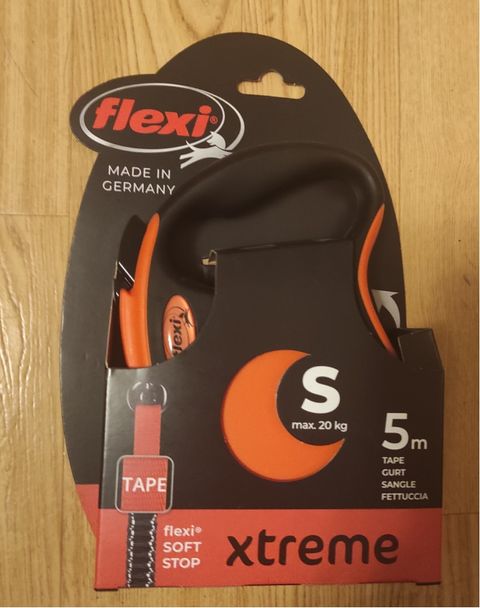 flexi®
MADE IN
GERMANY
flexi
S
max. 20 kg
5m
TAPE
GURT
SANGLE
FETTUCCIA
TAPE
flexi®
SOFT
STOP
xtreme